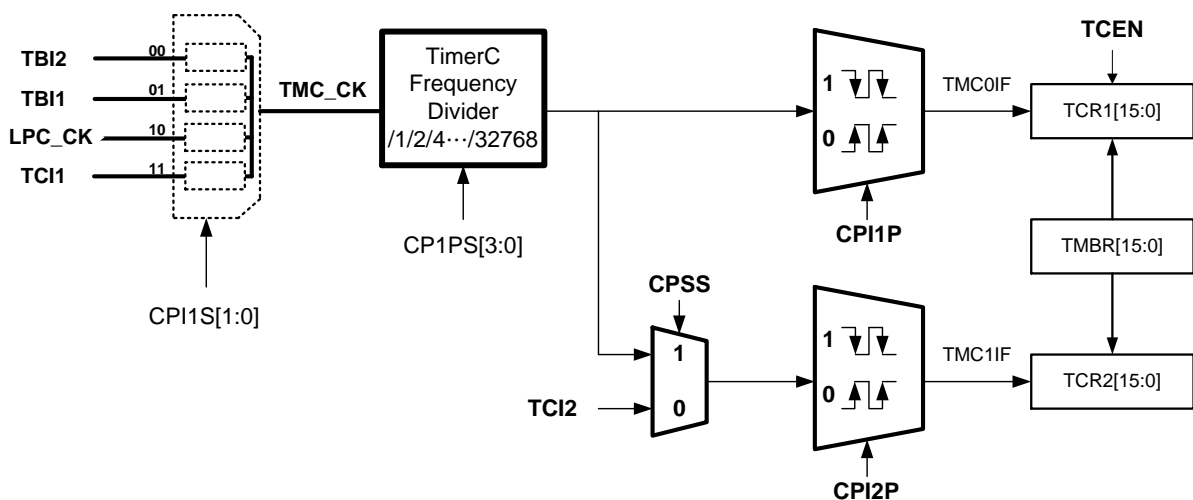 TBI2
00
TBI1
01
LPC_CK
10
TCI1
11
CPI1S[1:0]
TMC_CK
TimerC
Frequency
Divider
/1/2/4···/32768
CP1PS[3:0]
1
0
CPI1P
TMC0IF
TCEN
TCR1[15:0]
TMBR[15:0]
CPSS
1
0
TCI2
1
0
CPI2P
TMC1IF
TCR2[15:0]